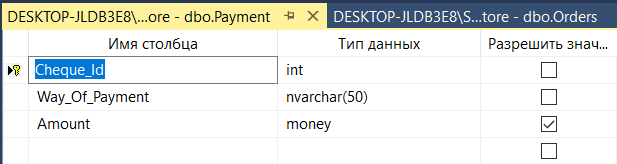 DESKTOP-JLDB3E8\...ore - dbo.Payment DESKTOP-JLDB3E8\S...tore - dbo.Orders
Имя столбца Тип данных Разрешить знач...
Cheque_Id int
Way_Of_Payment nvarchar(50)
Amount money